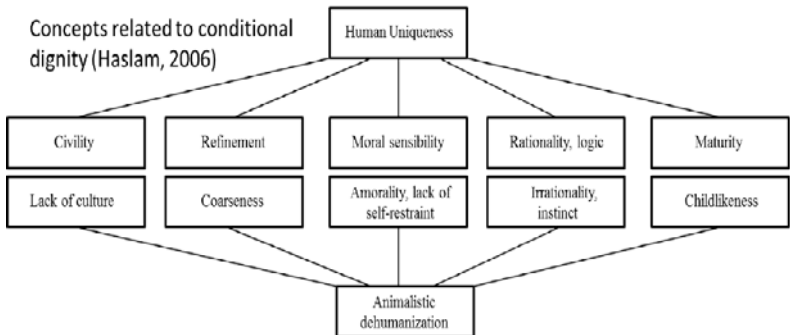 Concepts related to conditional
dignity (Haslam, 2006)
Human Uniqueness
Civility
Refinement
Moral sensibility
Rationality, logic
Maturity
Lack of culture
Coarseness
Amorality, lack of
self-restraint
Irrationality,
instinct
Childlikeness
Animalistic
dehumanization